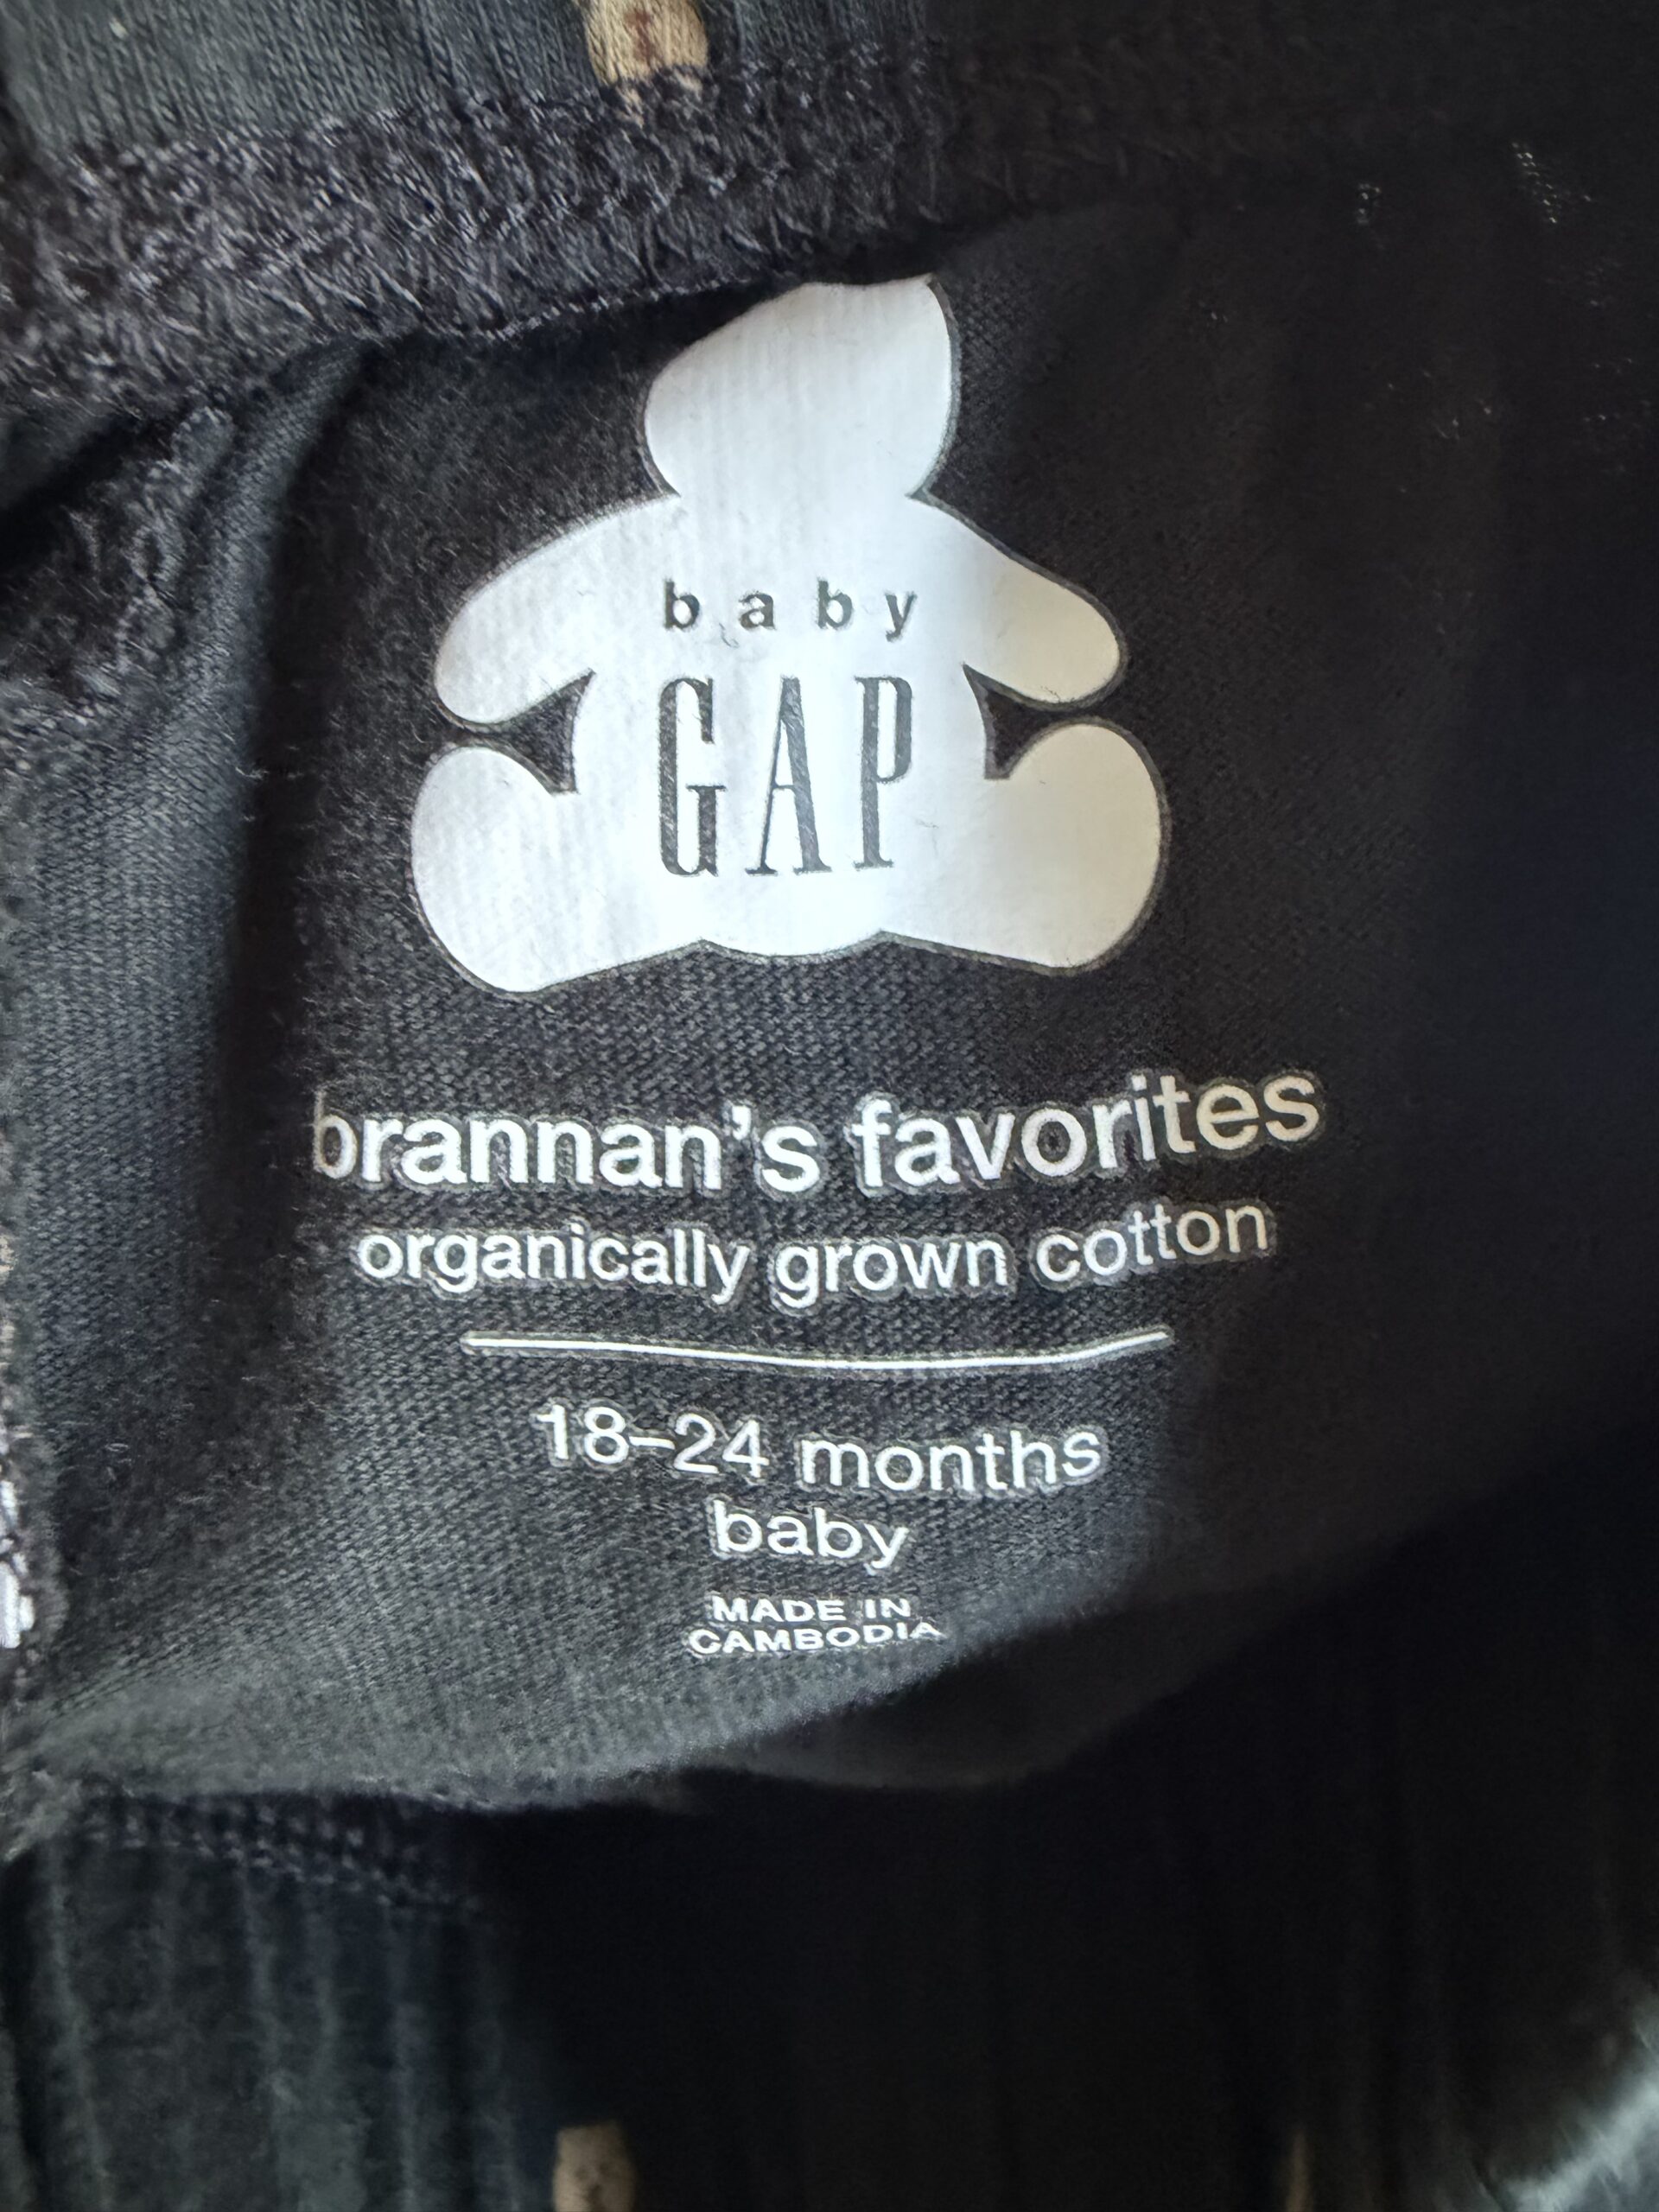 baby
GAP
brannan's favorites
organically grown cotton
18–24 months
baby
MADE IN
CAMBODIA